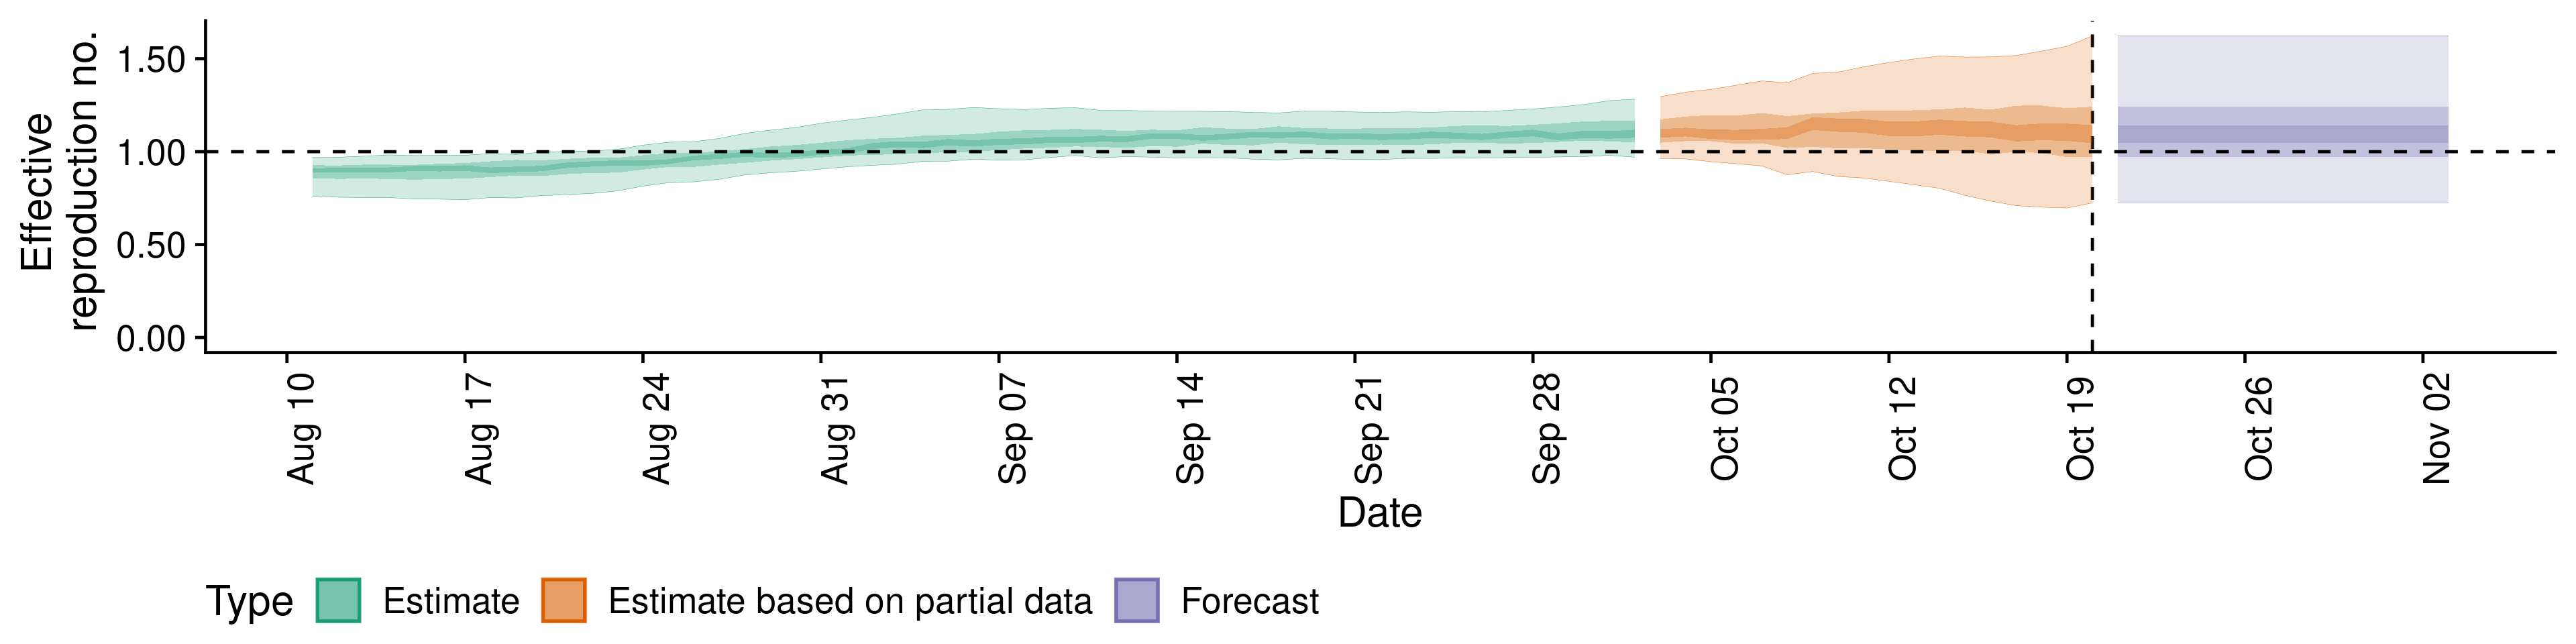 Effective
reproduction no.
1.50
1.00
0.50
0.00
Aug 10
Aug 17
Aug 24
Aug 31
Sep 07
Sep 14
Sep 21
Sep 28
Oct 05
Oct 12
Oct 19
Oct 26
Nov 02
Date
Type Estimate Estimate based on partial data Forecast